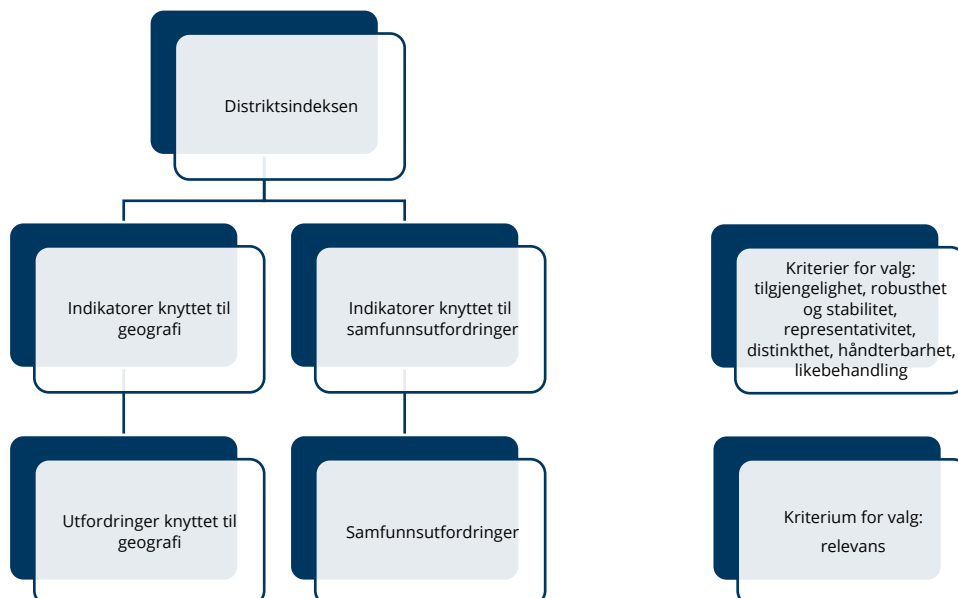 Distriktsindeksen
Indikatorer knyttet til
geografi
Indikatorer knyttet til
samfunnsutfordringer
Kriterier for valg:
tilgjengelighet, robusthet
og stabilitet,
representativitet,
distinkthet, håndterbarhet,
likebehandling
Utfordringer knyttet til
geografi
Samfunnsutfordringer
Kriterium for valg:
relevans